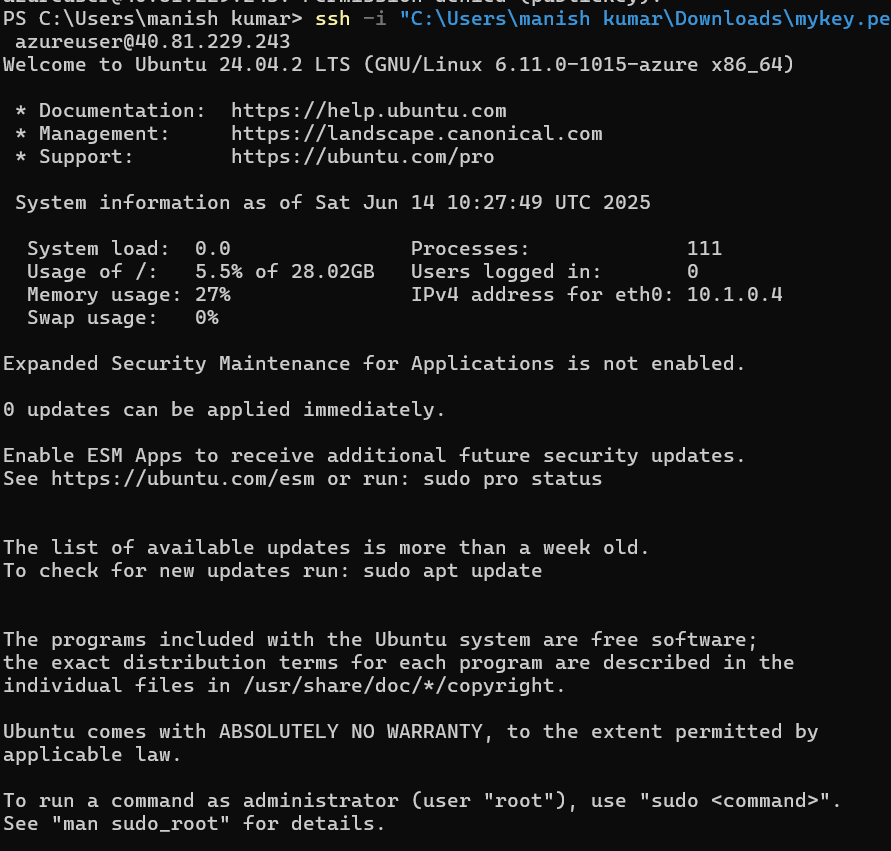 azureuser@40.81.229.243: Permission denied (publickey).
PS C:\Users\manish kumar> ssh -i "C:\Users\manish kumar\Downloads\mykey.pe
azureuser@40.81.229.243
Welcome to Ubuntu 24.04.2 LTS (GNU/Linux 6.11.0-1015-azure x86_64)
* Documentation: https://help.ubuntu.com
* Management: https://landscape.canonical.com
* Support: https://ubuntu.com/pro
System information as of Sat Jun 14 10:27:49 UTC 2025
System load: 0.0 Processes: 111
Usage of /: 5.5% of 28.02GB Users logged in: 0
Memory usage: 27% IPv4 address for eth0: 10.1.0.4
Swap usage: 0%
Expanded Security Maintenance for Applications is not enabled.
0 updates can be applied immediately.
Enable ESM Apps to receive additional future security updates.
See https://ubuntu.com/esm or run: sudo pro status
The list of available updates is more than a week old.
To check for new updates run: sudo apt update
The programs included with the Ubuntu system are free software;
the exact distribution terms for each program are described in the
individual files in /usr/share/doc/*/copyright.
Ubuntu comes with ABSOLUTELY NO WARRANTY, to the extent permitted by
applicable law.
To run a command as administrator (user "root"), use "sudo <command>".
See "man sudo_root" for details.